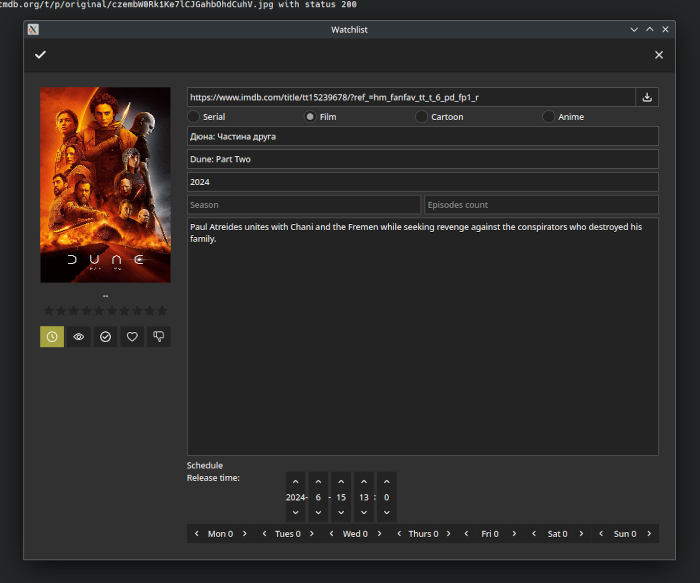 cmdb.org/t/p/original/czembW0Rk1Ke7lCJGahbOhdCuhV.jpg with status 200
Watchlist
https://www.imdb.com/title/tt15239678/?ref_=hm_fanfav_tt_t_6_pd_fp1_r
Serial Film Cartoon Anime
Дюна: Частина друга
Dune: Part Two
2024
Season Episodes count
Paul Atreides unites with Chani and the Fremen while seeking revenge against the conspirators who destroyed his
family.
DUNE
--
Schedule
Release time:
2024- 6 - 15 13 : 0
Mon 0 Tues 0 Wed 0 Thurs 0 Fri 0 Sat 0 Sun 0